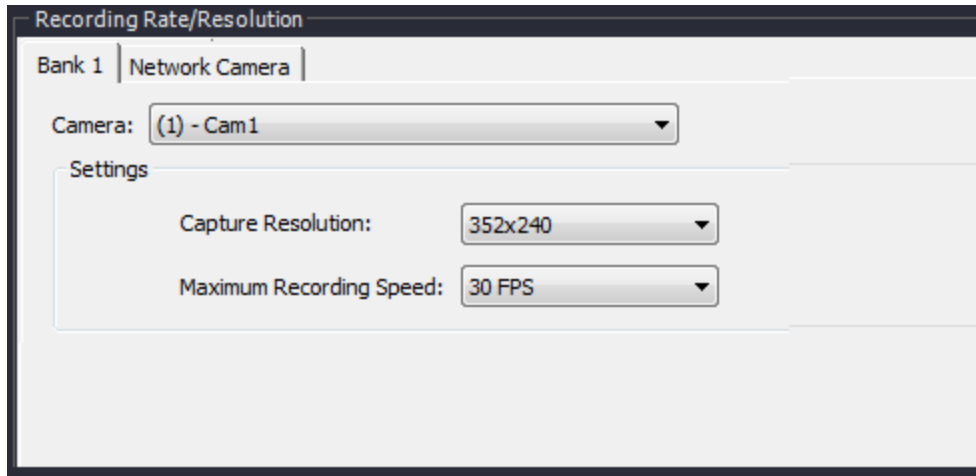 Recording Rate/Resolution
Bank 1 Network Camera
Camera: (1) - Cam1
Settings
Capture Resolution: 352x240
Maximum Recording Speed: 30 FPS